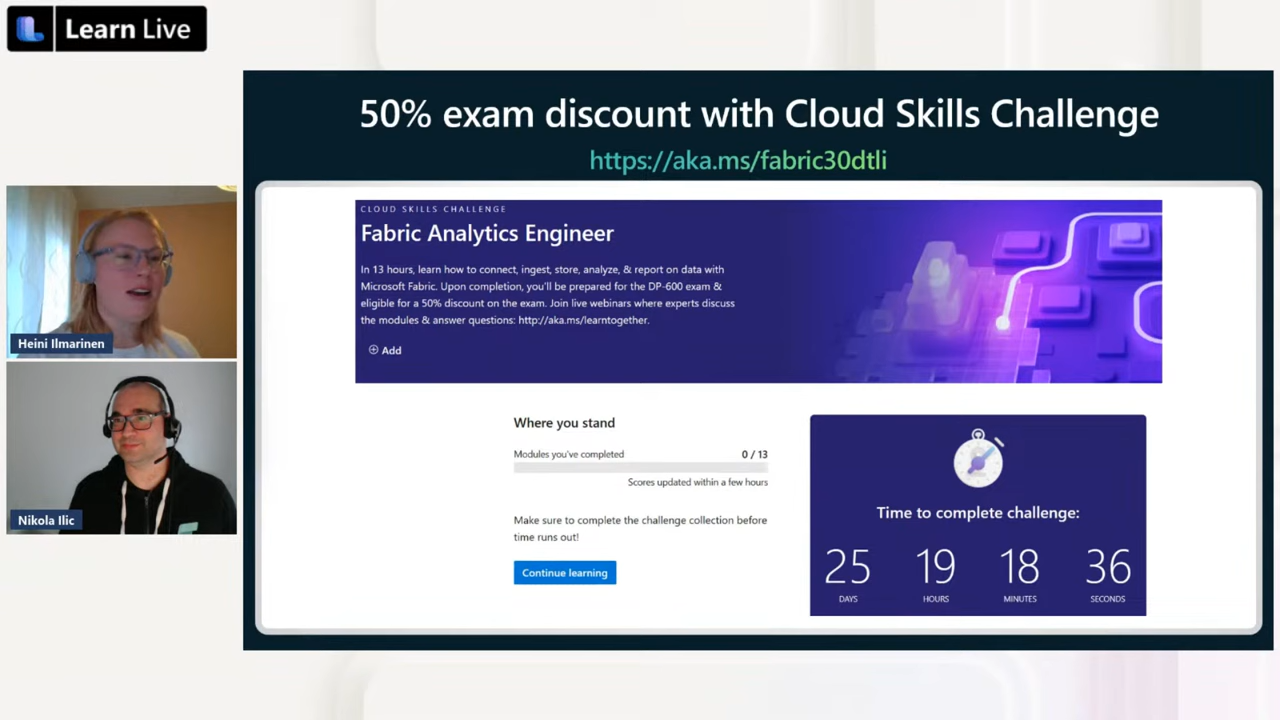 Learn Live
50% exam discount with Cloud Skills Challenge
https://aka.ms/fabric30dtli
CLOUD SKILLS CHALLENGE
Fabric Analytics Engineer
In 13 hours, learn how to connect, ingest, store, analyze, & report on data with
Microsoft Fabric. Upon completion, you'll be prepared for the DP-600 exam &
eligible for a 50% discount on the exam. Join live webinars where experts discuss
the modules & answer questions: http://aka.ms/learntogether.
Add
Heini Ilmarinen
Nikola Ilic
Where you stand
Modules you've completed 0 / 13
Scores updated within a few hours
Make sure to complete the challenge collection before
time runs out!
Continue learning
Time to complete challenge:
25 19 18 36
DAYS HOURS MINUTES SECONDS